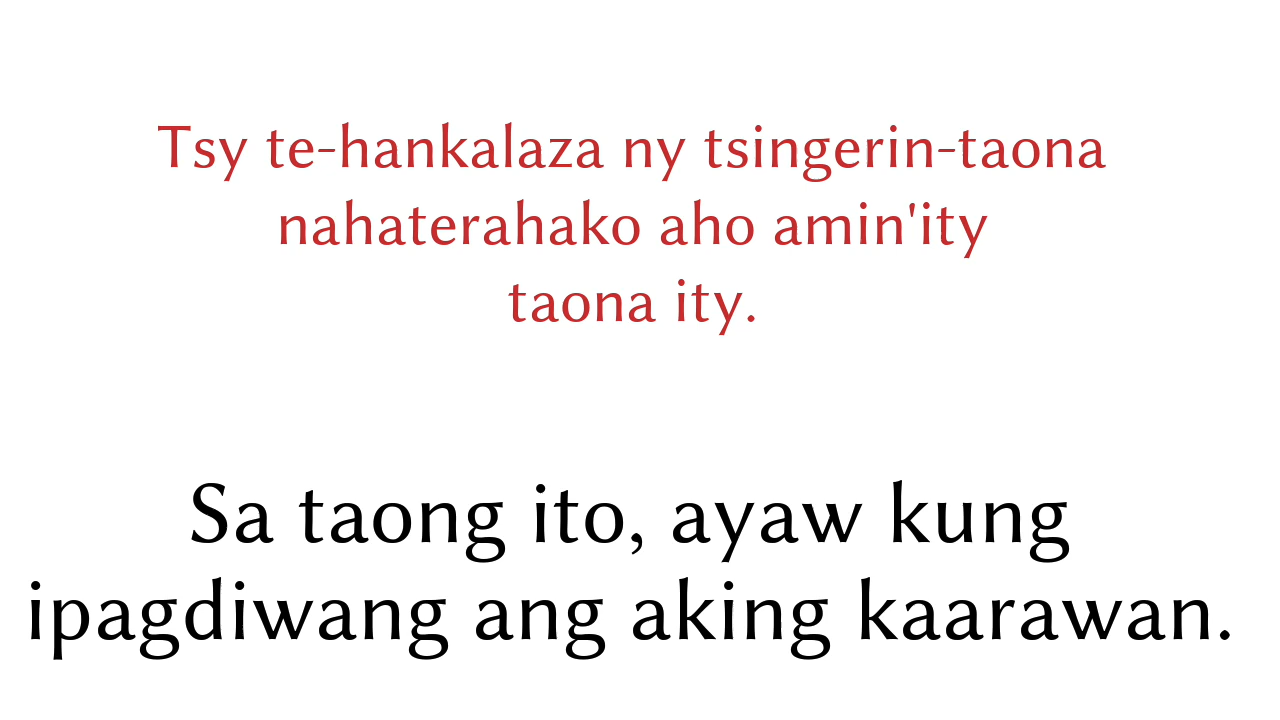 Tsy te-hankalaza ny tsingerin-taona
nahaterahako aho amin'ity
taona ity.
Sa taong ito, ayaw kung
ipagdiwang ang aking kaarawan.